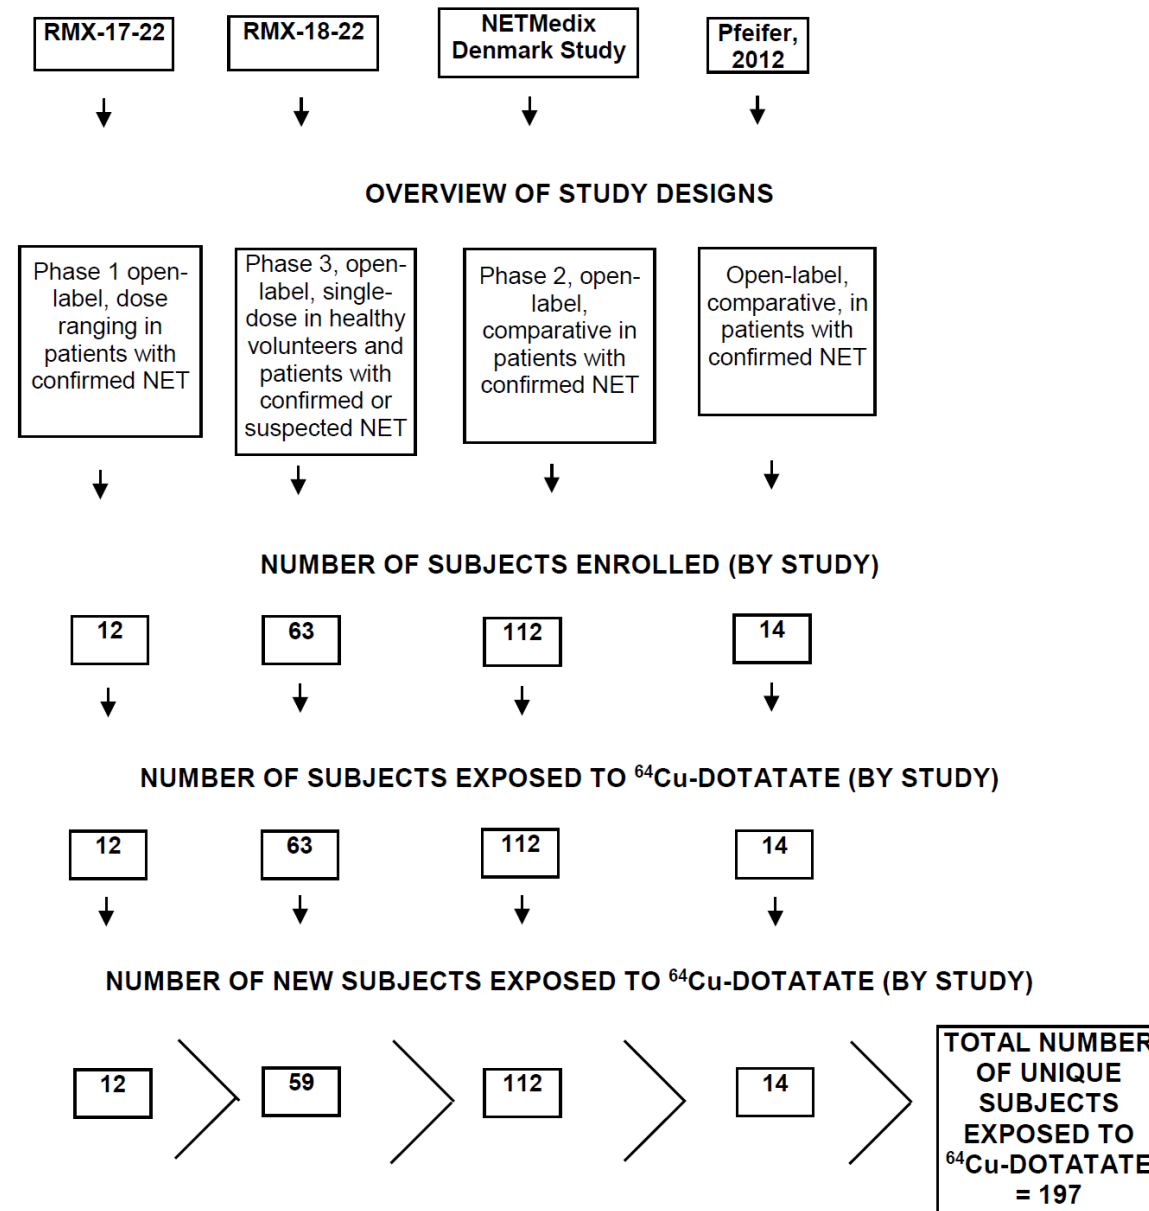 RMX-17-22
RMX-18-22
NETMedix
Denmark Study
Pfeifer,
2012
OVERVIEW OF STUDY DESIGNS
Phase 1 open-
label, dose
ranging in
patients with
confirmed NET
Phase 3, open-
label, single-
dose in healthy
volunteers and
patients with
confirmed or
suspected NET
Phase 2, open-
label,
comparative in
patients with
confirmed NET
Open-label,
comparative, in
patients with
confirmed NET
NUMBER OF SUBJECTS ENROLLED (BY STUDY)
12
63
112
14
NUMBER OF SUBJECTS EXPOSED TO ⁶⁴Cu-DOTATATE (BY STUDY)
12
63
112
14
NUMBER OF NEW SUBJECTS EXPOSED TO ⁶⁴Cu-DOTATATE (BY STUDY)
12
59
112
14
TOTAL NUMBER
OF UNIQUE
SUBJECTS
EXPOSED TO
⁶⁴Cu-DOTATATE
= 197